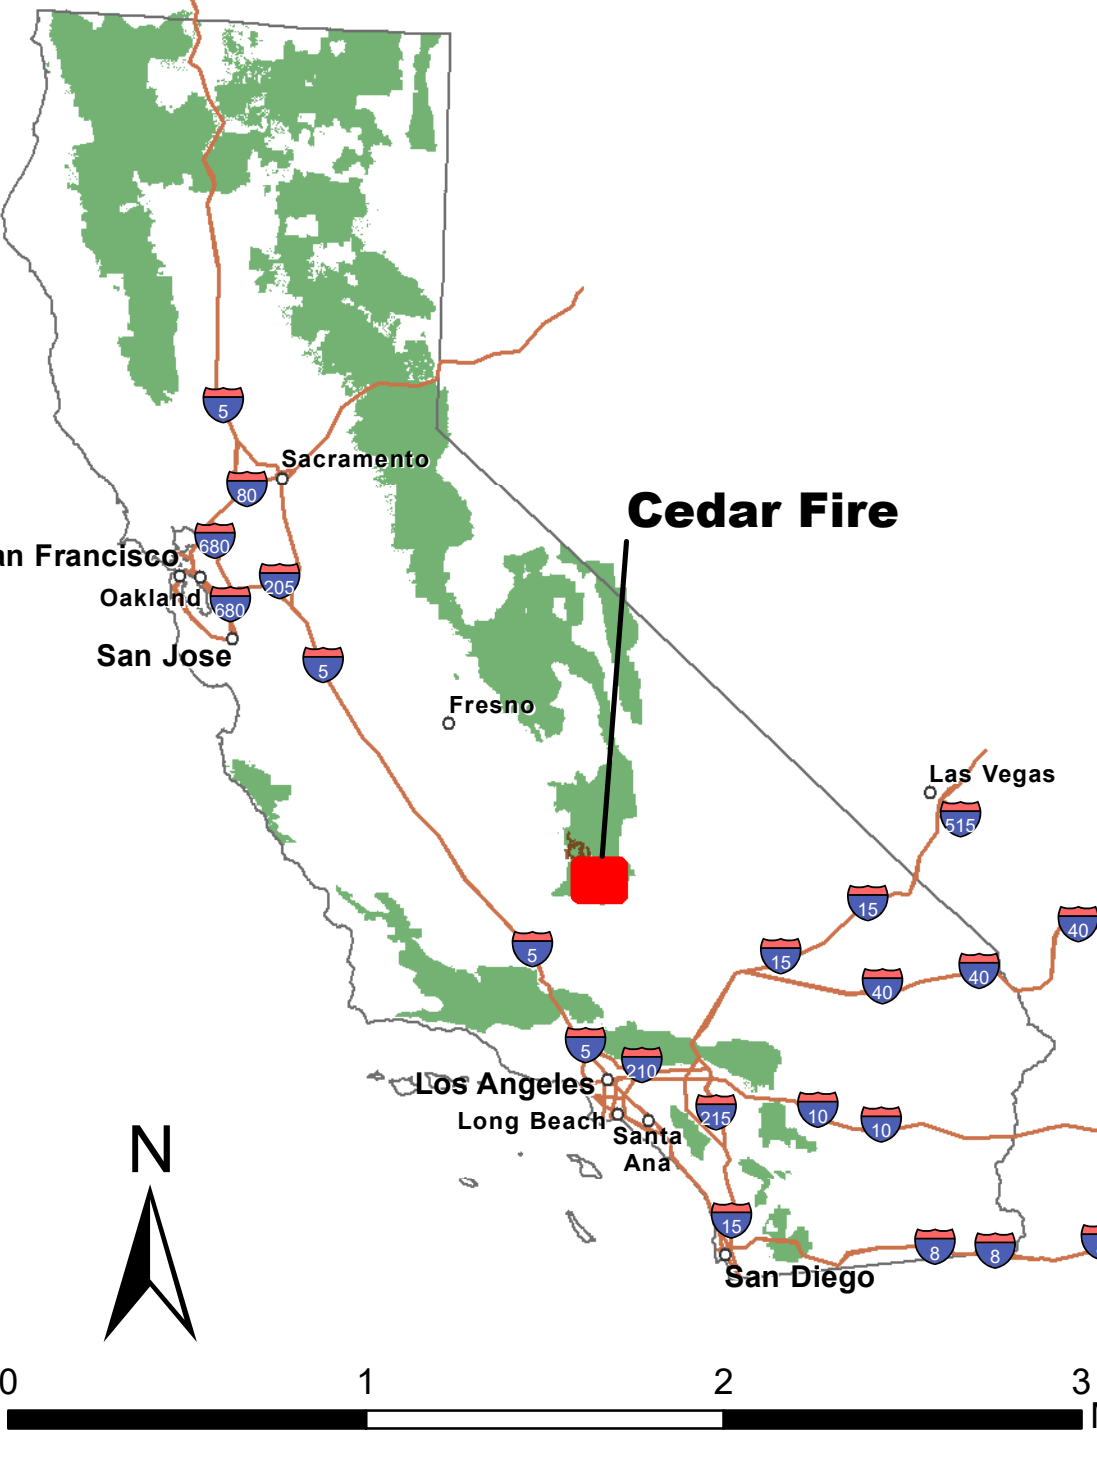 5
Sacramento
80
Cedar Fire
680
an Francisco
205
Oakland
680
San Jose
5
Fresno
Las Vegas
515
15
40
5
15
40
40
5
210
Los Angeles
215
10
Long Beach
10
Santa
Ana
N
15
8
8
San Diego
0
1
2
3